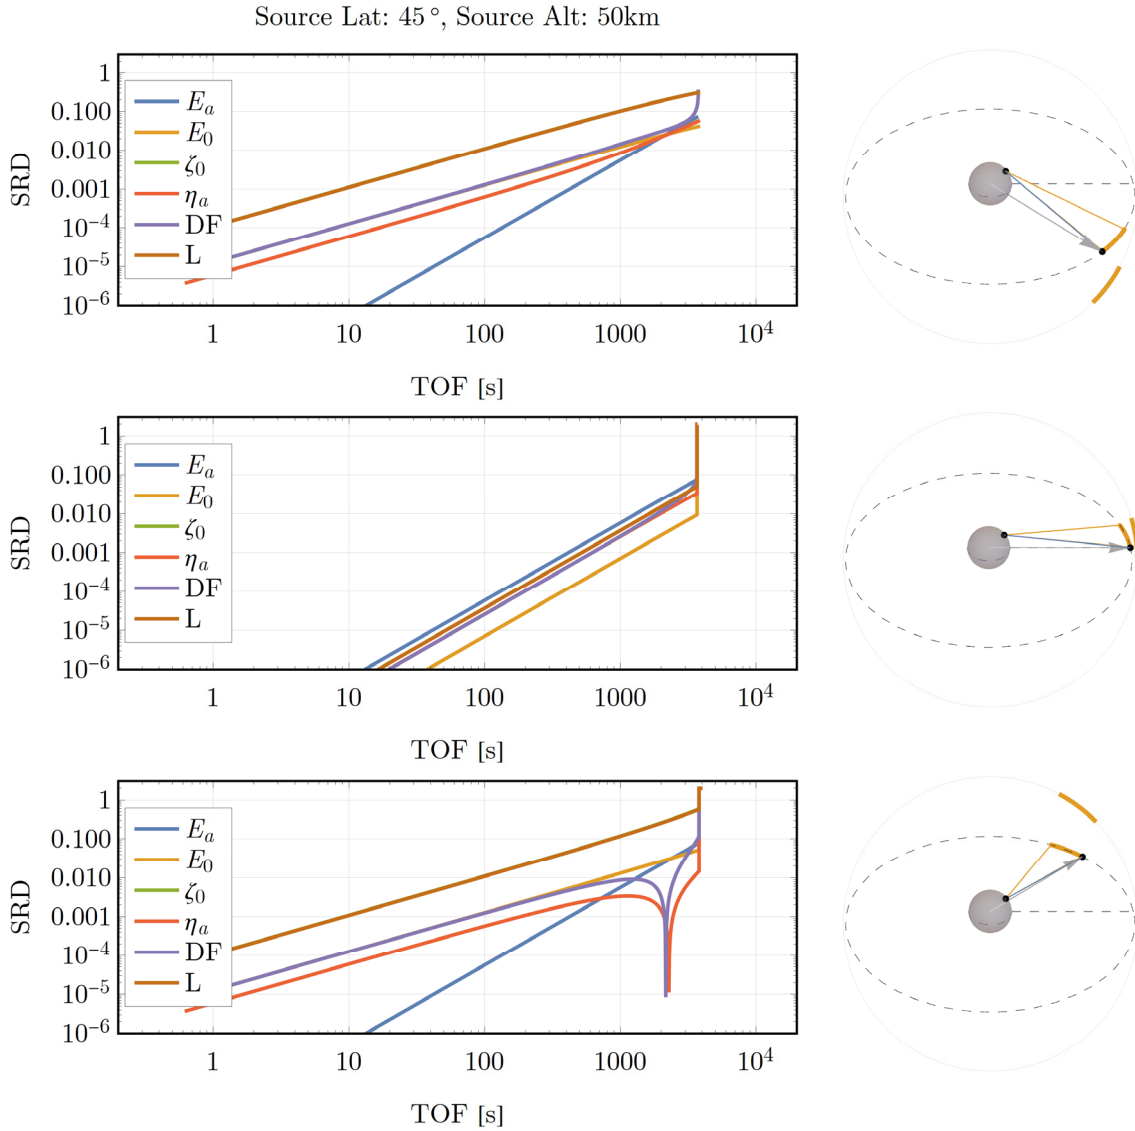 Source Lat: 45°, Source Alt: 50km
SRD
1
0.100
0.010
0.001
10^-4
10^-5
10^-6
E_a
E_0
ζ_0
η_a
DF
L
1 10 100 1000 10^4
TOF [s]
SRD
1
0.100
0.010
0.001
10^-4
10^-5
10^-6
E_a
E_0
ζ_0
η_a
DF
L
1 10 100 1000 10^4
TOF [s]
SRD
1
0.100
0.010
0.001
10^-4
10^-5
10^-6
E_a
E_0
ζ_0
η_a
DF
L
1 10 100 1000 10^4
TOF [s]